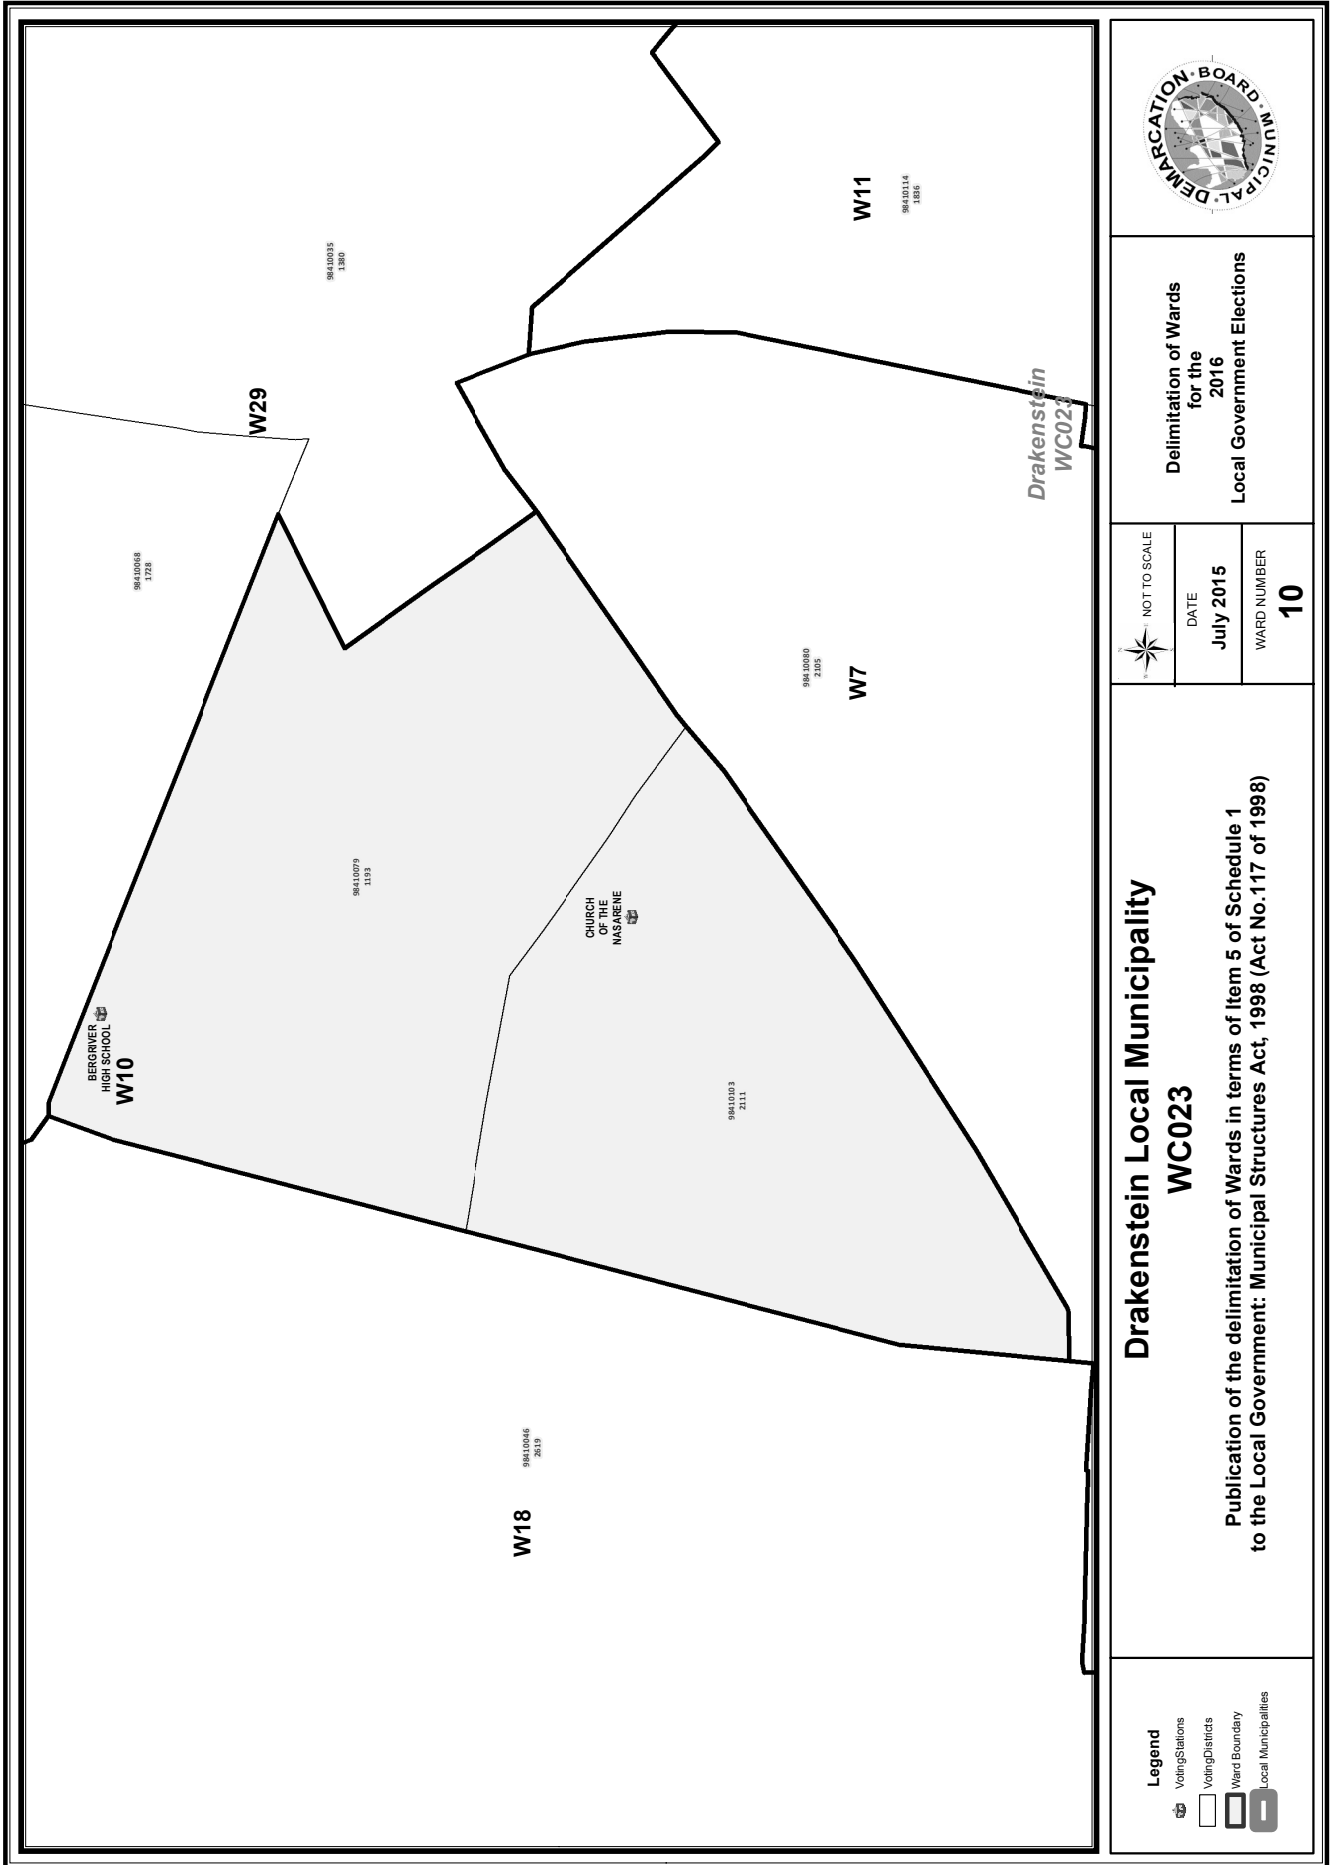 W29
98410035
1380
W11
98410114
1836
98410068
1728
Drakenstein
WC023
98410080
2105
W7
98410079
1193
CHURCH
OF THE
NASARENE
BERGRIVER
HIGH SCHOOL
W10
98410103
2111
98410046
2619
W18
Legend
VotingStations
VotingDistricts
Ward Boundary
Local Municipalities
Drakenstein Local Municipality
WC023
Publication of the delimitation of Wards in terms of Item 5 of Schedule 1
to the Local Government: Municipal Structures Act, 1998 (Act No.117 of 1998)
N
W
E
S
NOT TO SCALE
DATE
July 2015
WARD NUMBER
10
Delimitation of Wards
for the
2016
Local Government Elections
MUNICIPAL • DEMARCATION • BOARD •